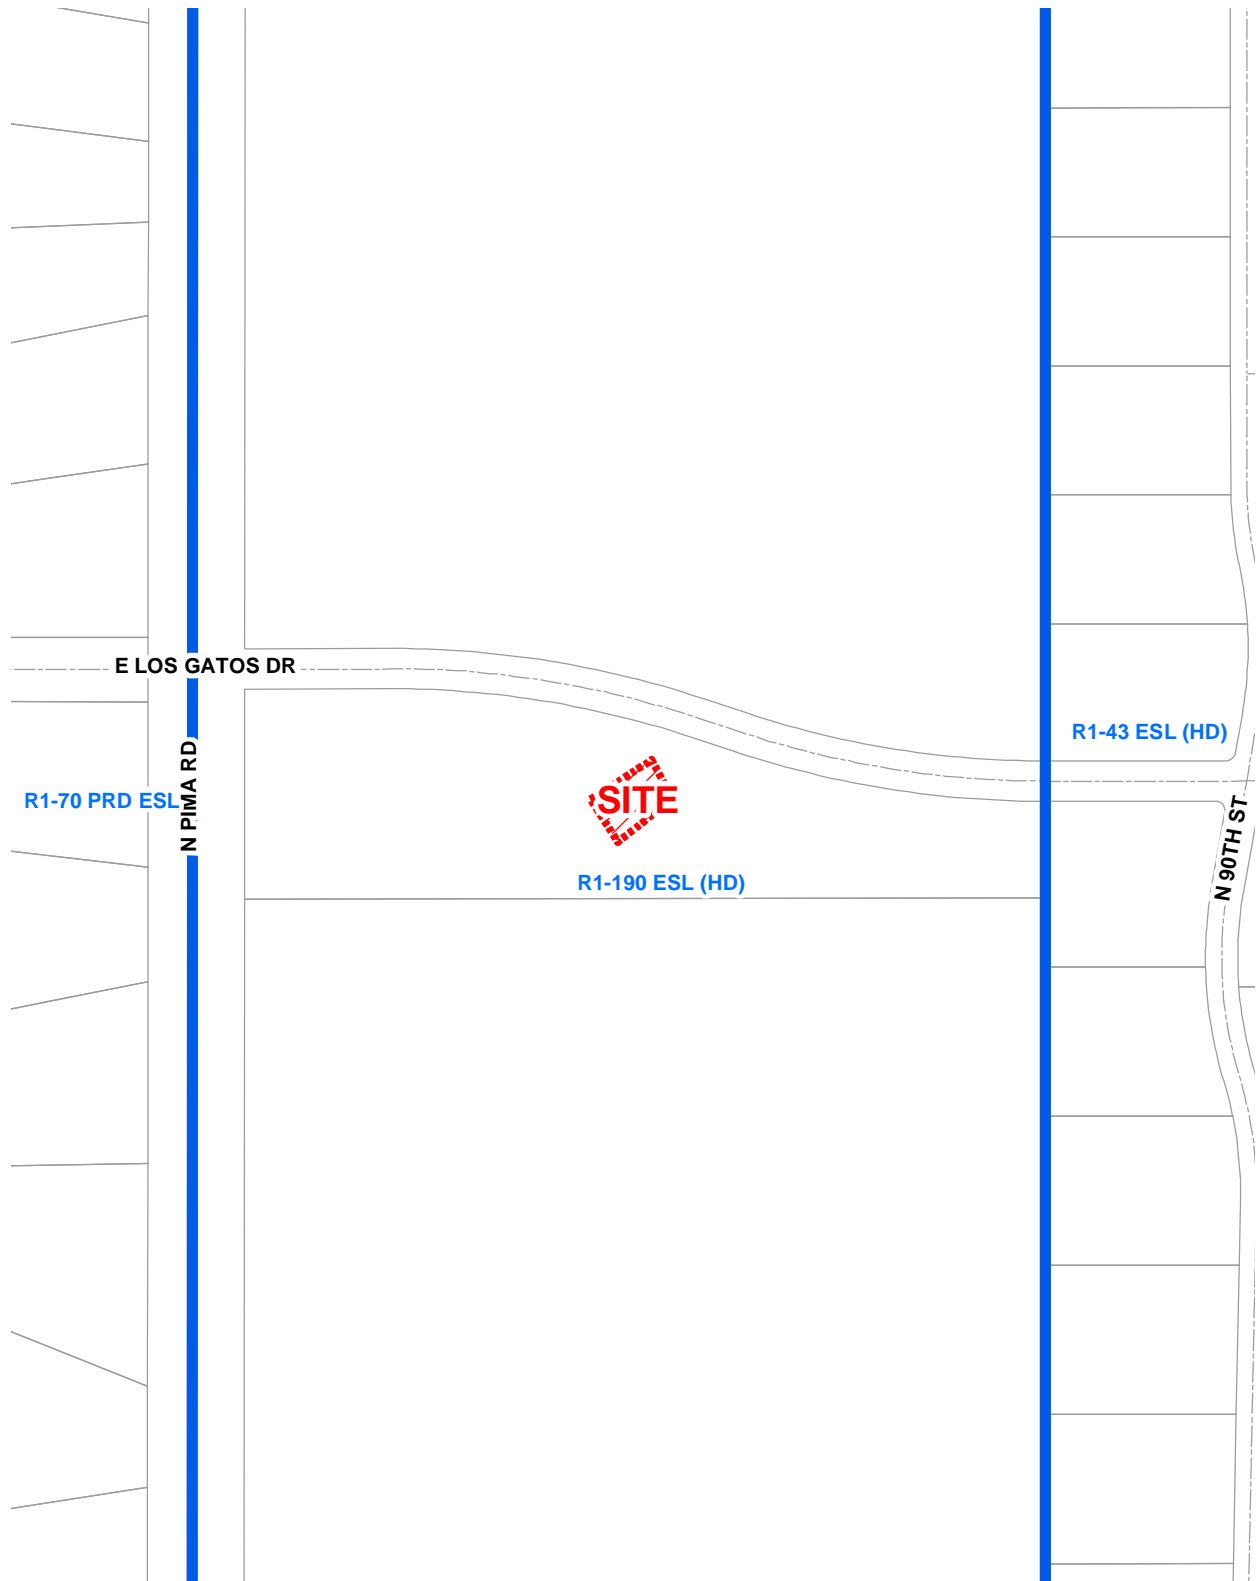 E LOS GATOS DR
R1-43 ESL (HD)
N PIMA RD
R1-70 PRD ESL
SITE
N 90TH ST
R1-190 ESL (HD)